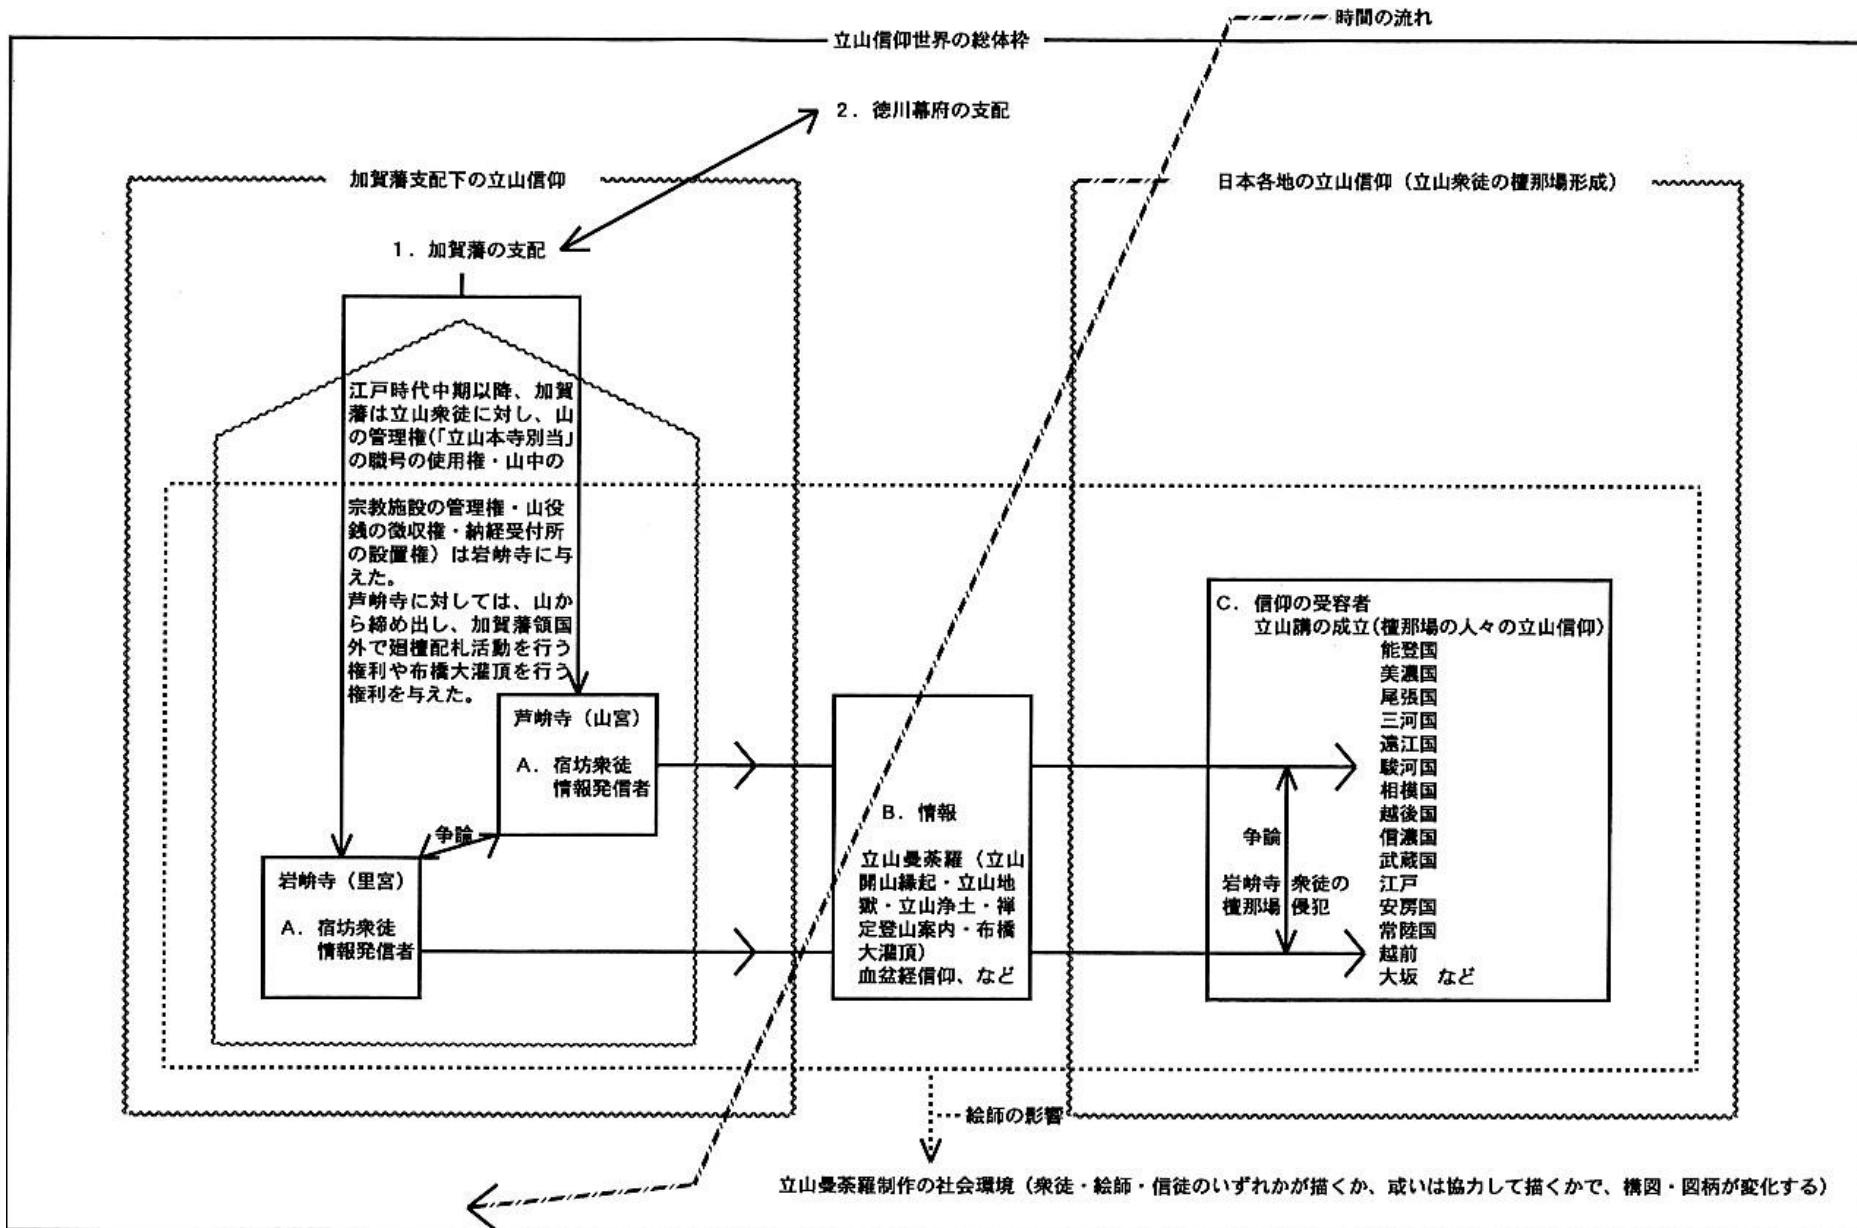 時間の流れ
立山信仰世界の総体枠
2．徳川幕府の支配
加賀藩支配下の立山信仰
日本各地の立山信仰（立山衆徒の檀那場形成）
1．加賀藩の支配
江戸時代中期以降、加賀
藩は立山衆徒に対し、山
の管理権(｢立山本寺別当｣
の職号の使用権・山中の
宗教施設の管理権・山役
銭の徴収権・納経受付所
の設置権）は岩峅寺に与
えた。
芦峅寺に対しては、山か
ら締め出し、加賀藩領国
外で廻檀配札活動を行う
権利や布橋大灌頂を行う
権利を与えた。
芦峅寺（山宮）
A．宿坊衆徒
情報発信者
争論
岩峅寺（里宮）
A．宿坊衆徒
情報発信者
B．情報
立山曼荼羅（立山
開山縁起・立山地
獄・立山浄土・禅
定登山案内・布橋
大灌頂）
血盆経信仰、など
C．信仰の受容者
立山講の成立(檀那場の人々の立山信仰)
能登国
美濃国
尾張国
三河国
遠江国
駿河国
相模国
越後国
信濃国
武蔵国
江戸
安房国
常陸国
越前
大坂　など
争論
岩峅寺衆徒の
檀那場侵犯
絵師の影響
立山曼荼羅制作の社会環境（衆徒・絵師・信徒のいずれかが描くか、或いは協力して描くかで、構図・図柄が変化する）